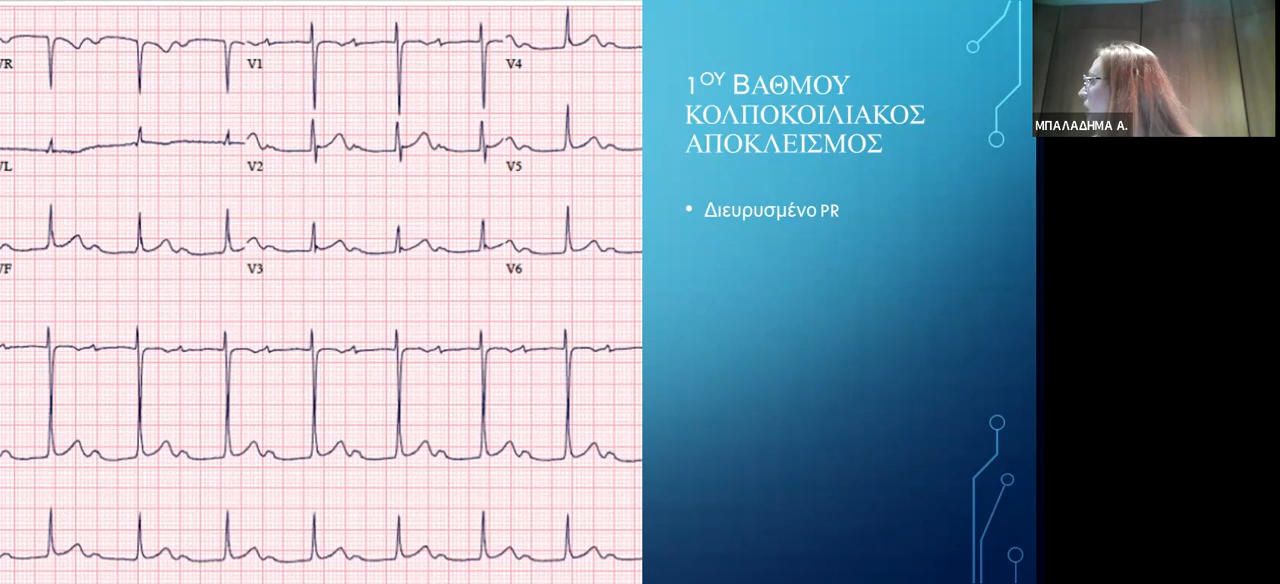 VR
V1
V4
VL
V2
V5
VF
V3
V6
1ΟΥ ΒΑΘΜΟΥ
ΚΟΛΠΟΚΟΙΛΙΑΚΟΣ
ΑΠΟΚΛΕΙΣΜΟΣ
• Διευρυσμένο PR
ΜΠΑΛΑΔΗΜΑ Α.